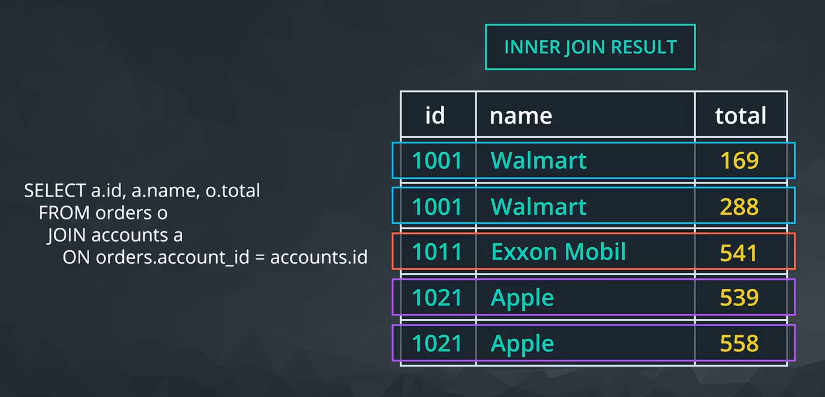 INNER JOIN RESULT
SELECT a.id, a.name, o.total
FROM orders o
JOIN accounts a
ON orders.account_id = accounts.id
id name total
1001 Walmart 169
1001 Walmart 288
1011 Exxon Mobil 541
1021 Apple 539
1021 Apple 558